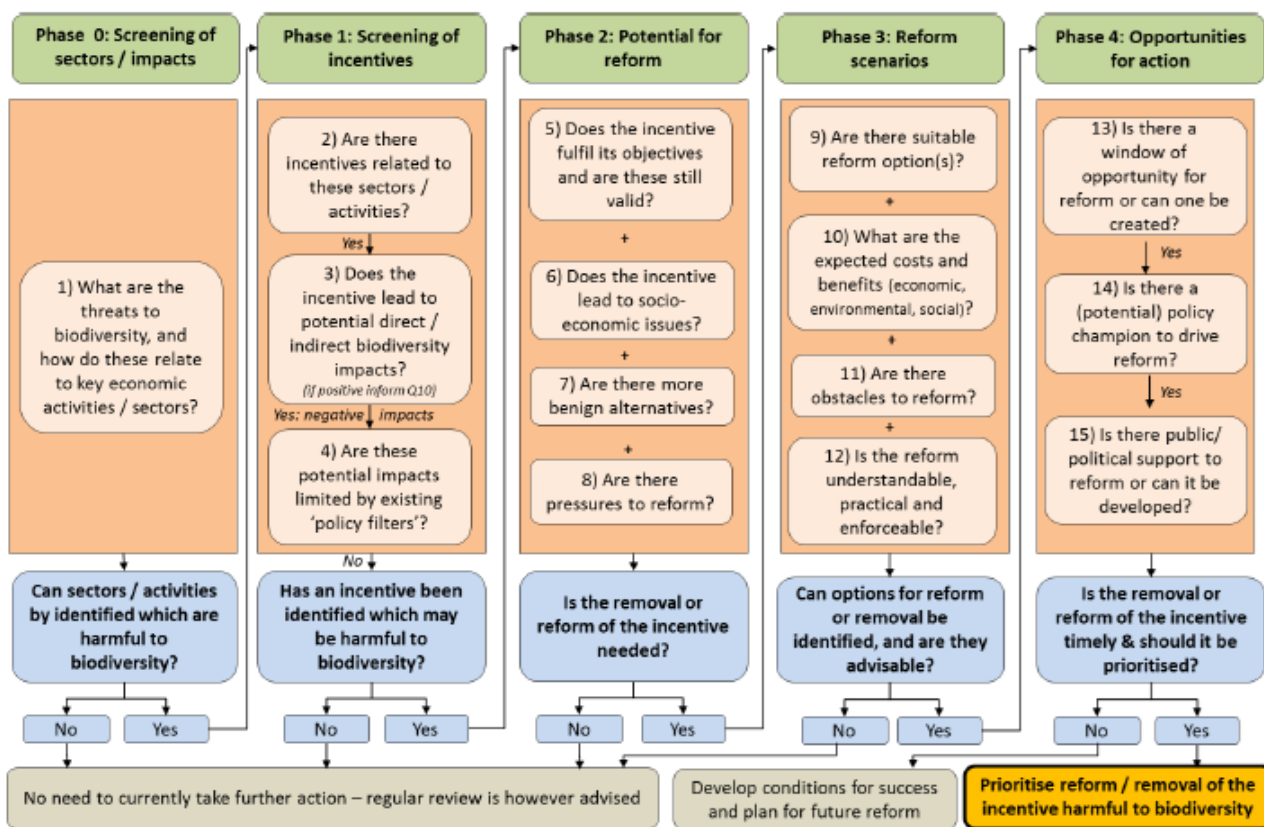 Phase 0: Screening of
sectors / impacts
Phase 1: Screening of
incentives
Phase 2: Potential for
reform
Phase 3: Reform
scenarios
Phase 4: Opportunities
for action
1) What are the
threats to
biodiversity, and
how do these relate
to key economic
activities / sectors?
2) Are there
incentives related to
these sectors /
activities?
Yes
3) Does the
incentive lead to
potential direct /
indirect biodiversity
impacts?
(if positive inform Q10)
Yes: negative impacts
4) Are these
potential impacts
limited by existing
‘policy filters’?
No
5) Does the incentive
fulfil its objectives
and are these still
valid?
+
6) Does the incentive
lead to socio-
economic issues?
+
7) Are there more
benign alternatives?
+
8) Are there
pressures to reform?
9) Are there suitable
reform option(s)?
+
10) What are the
expected costs and
benefits (economic,
environmental, social)?
+
11) Are there
obstacles to reform?
+
12) Is the reform
understandable,
practical and
enforceable?
13) Is there a
window of
opportunity for
reform or can one be
created?
Yes
14) Is there a
(potential) policy
champion to drive
reform?
Yes
15) Is there public/
political support to
reform or can it be
developed?
Can sectors / activities
by identified which are
harmful to
biodiversity?
Has an incentive been
identified which may
be harmful to
biodiversity?
Is the removal or
reform of the incentive
needed?
Can options for reform
or removal be
identified, and are they
advisable?
Is the removal or
reform of the incentive
timely & should it be
prioritised?
No
Yes
No
Yes
No
Yes
No
Yes
No
Yes
No need to currently take further action – regular review is however advised
Develop conditions for success
and plan for future reform
Prioritise reform / removal of the
incentive harmful to biodiversity